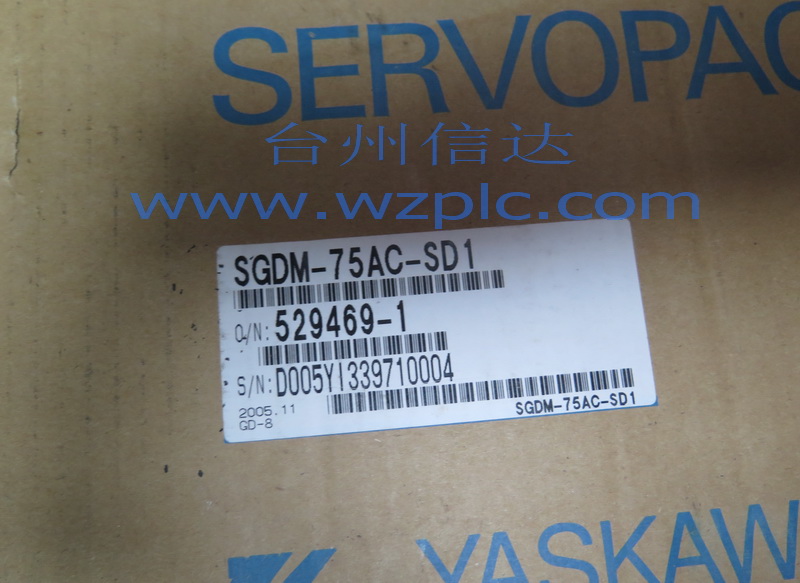 SERVOPAC
台州信达
www.wzplc.com
SGDM-75AC-SD1
O/N: 529469-1
S/N: D005Y1339710004
2005.11
GD-8
SGDM-75AC-SD1
YASKAW